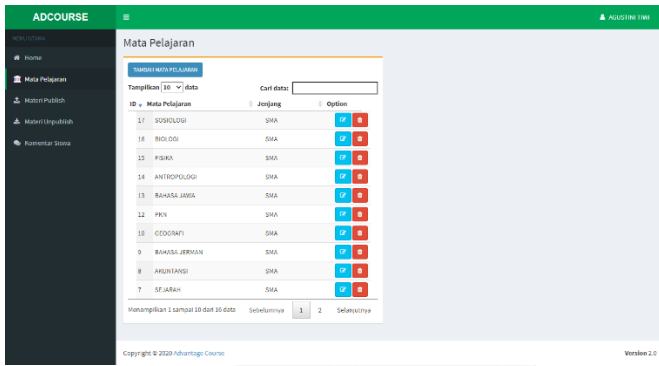 ADCOURSE
AGUSTINI TIWI
MENU UTAMA
Home
Mata Pelajaran
Materi Publish
Materi Unpublish
Komentar Siswa
Mata Pelajaran
TAMBAH MATA PELAJARAN
Tampilkan 10 data
Cari data:
ID Mata Pelajaran Jenjang Option
17 SOSIOLOGI SMA
16 BIOLOGI SMA
15 FISIKA SMA
14 ANTROPOLOGI SMA
13 BAHASA JAWA SMA
12 PKN SMA
10 GEOGRAFI SMA
9 BAHASA JERMAN SMA
8 AKUNTANSI SMA
7 SEJARAH SMA
Menampilkan 1 sampai 10 dari 16 data Sebelumnya 1 2 Selanjutnya
Copyright © 2020 Advantage Course
Version 2.0